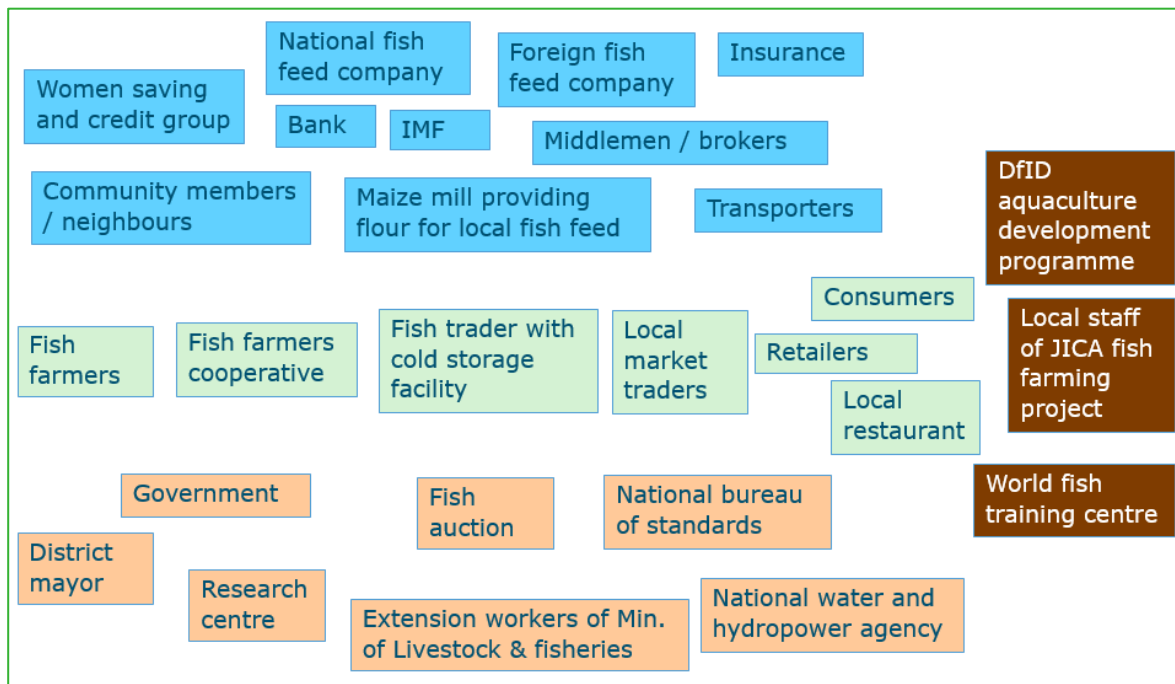 National fish
feed company
Foreign fish
feed company
Insurance
Women saving
and credit group
Bank
IMF
Middlemen / brokers
Community members
/ neighbours
Maize mill providing
flour for local fish feed
Transporters
DfID
aquaculture
development
programme
Consumers
Fish
farmers
Fish farmers
cooperative
Fish trader with
cold storage
facility
Local
market
traders
Retailers
Local
restaurant
Local staff
of JICA fish
farming
project
Government
Fish
auction
National bureau
of standards
World fish
training centre
District
mayor
Research
centre
Extension workers of Min.
of Livestock & fisheries
National water and
hydropower agency